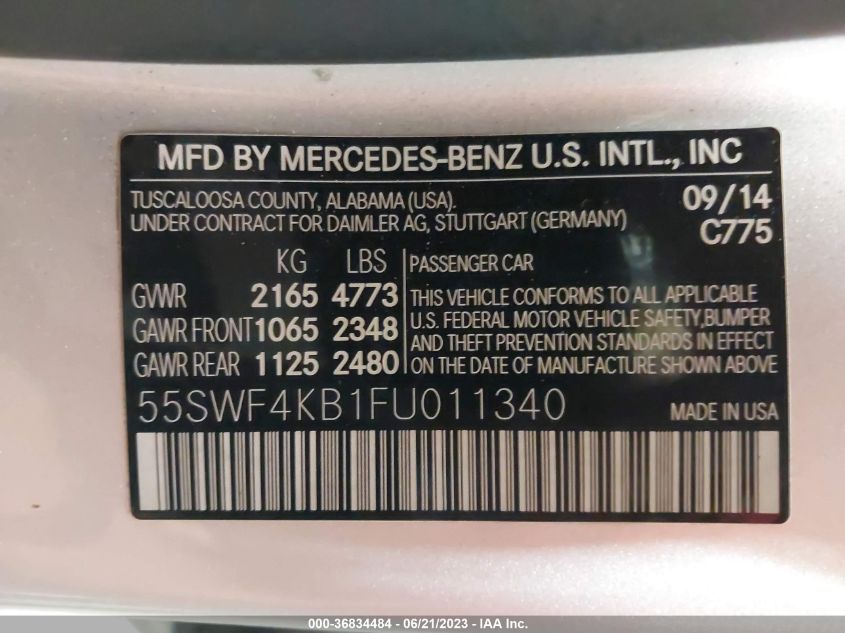 MFD BY MERCEDES-BENZ U.S. INTL., INC
TUSCALOOSA COUNTY, ALABAMA (USA). 09/14
UNDER CONTRACT FOR DAIMLER AG, STUTTGART (GERMANY) C775
KG LBS PASSENGER CAR
GVWR 2165 4773 THIS VEHICLE CONFORMS TO ALL APPLICABLE
GAWR FRONT 1065 2348 U.S. FEDERAL MOTOR VEHICLE SAFETY,BUMPER
AND THEFT PREVENTION STANDARDS IN EFFECT
GAWR REAR 1125 2480 ON THE DATE OF MANUFACTURE SHOWN ABOVE
55SWF4KB1FU011340 MADE IN USA
000-36834484 - 06/21/2023 - IAA Inc.